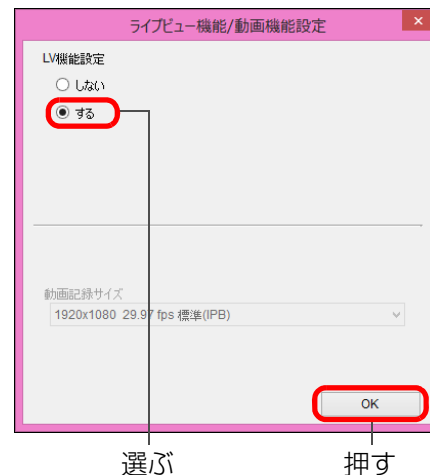 ライブビュー機能/動画機能設定
×
LV機能設定
しない
する
動画記録サイズ
1920x1080 29.97 fps 標準(IPB)
OK
選ぶ
押す